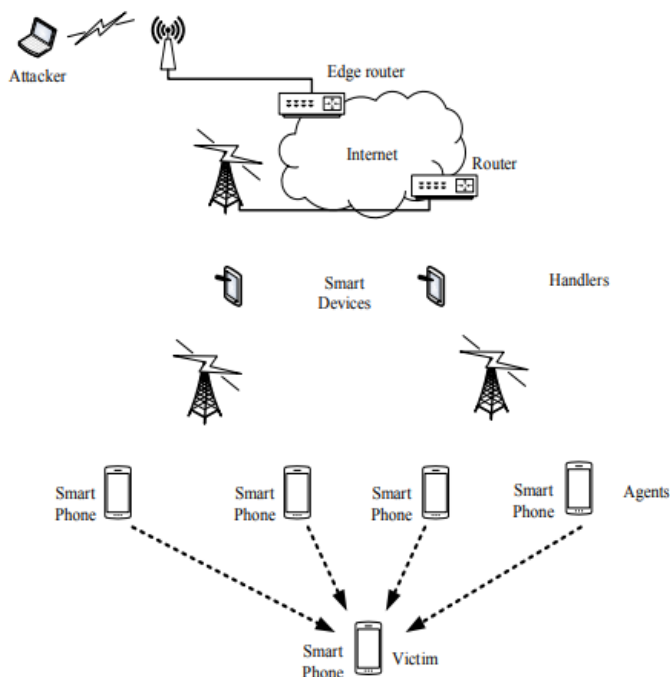 Attacker
Edge router
Internet
Router
Smart
Devices
Handlers
Smart
Phone
Smart
Phone
Smart
Phone
Smart
Phone
Agents
Smart
Phone
Victim